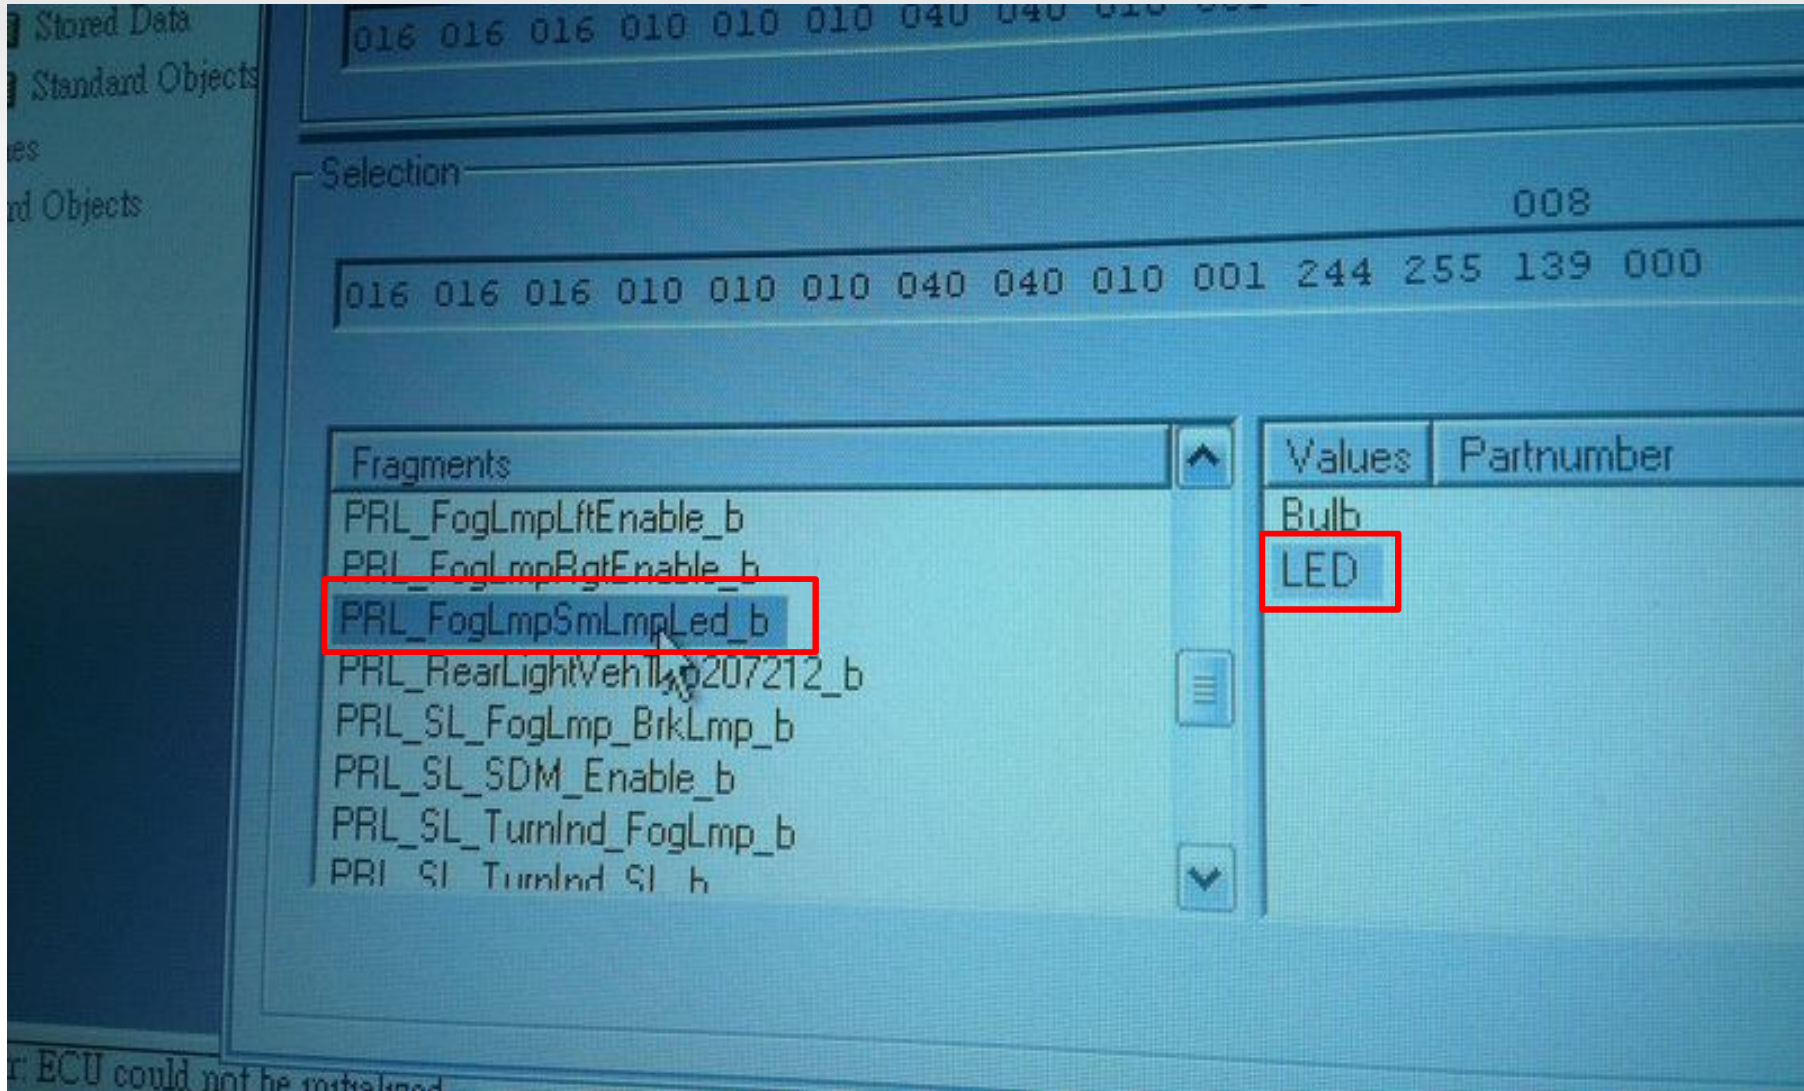 Stored Data
016 016 016 010 010 010 040 040 010
Standard Objects
Selection
rd Objects
008
016 016 016 010 010 010 040 040 010 001 244 255 139 000
Fragments
Values Partnumber
PRL_FogLmpLftEnable_b
Bulb
PRL_FogLmpRgtEnable_b
LED
PRL_FogLmpSmLmpLed_b
PRL_SL_FogLmp_BrkLmp_b
PRL_SL_SDM_Enable_b
PRL_SL_TurnInd_FogLmp_b
PRL_SL_TurnInd_SL_b
r: ECU could not be initialized